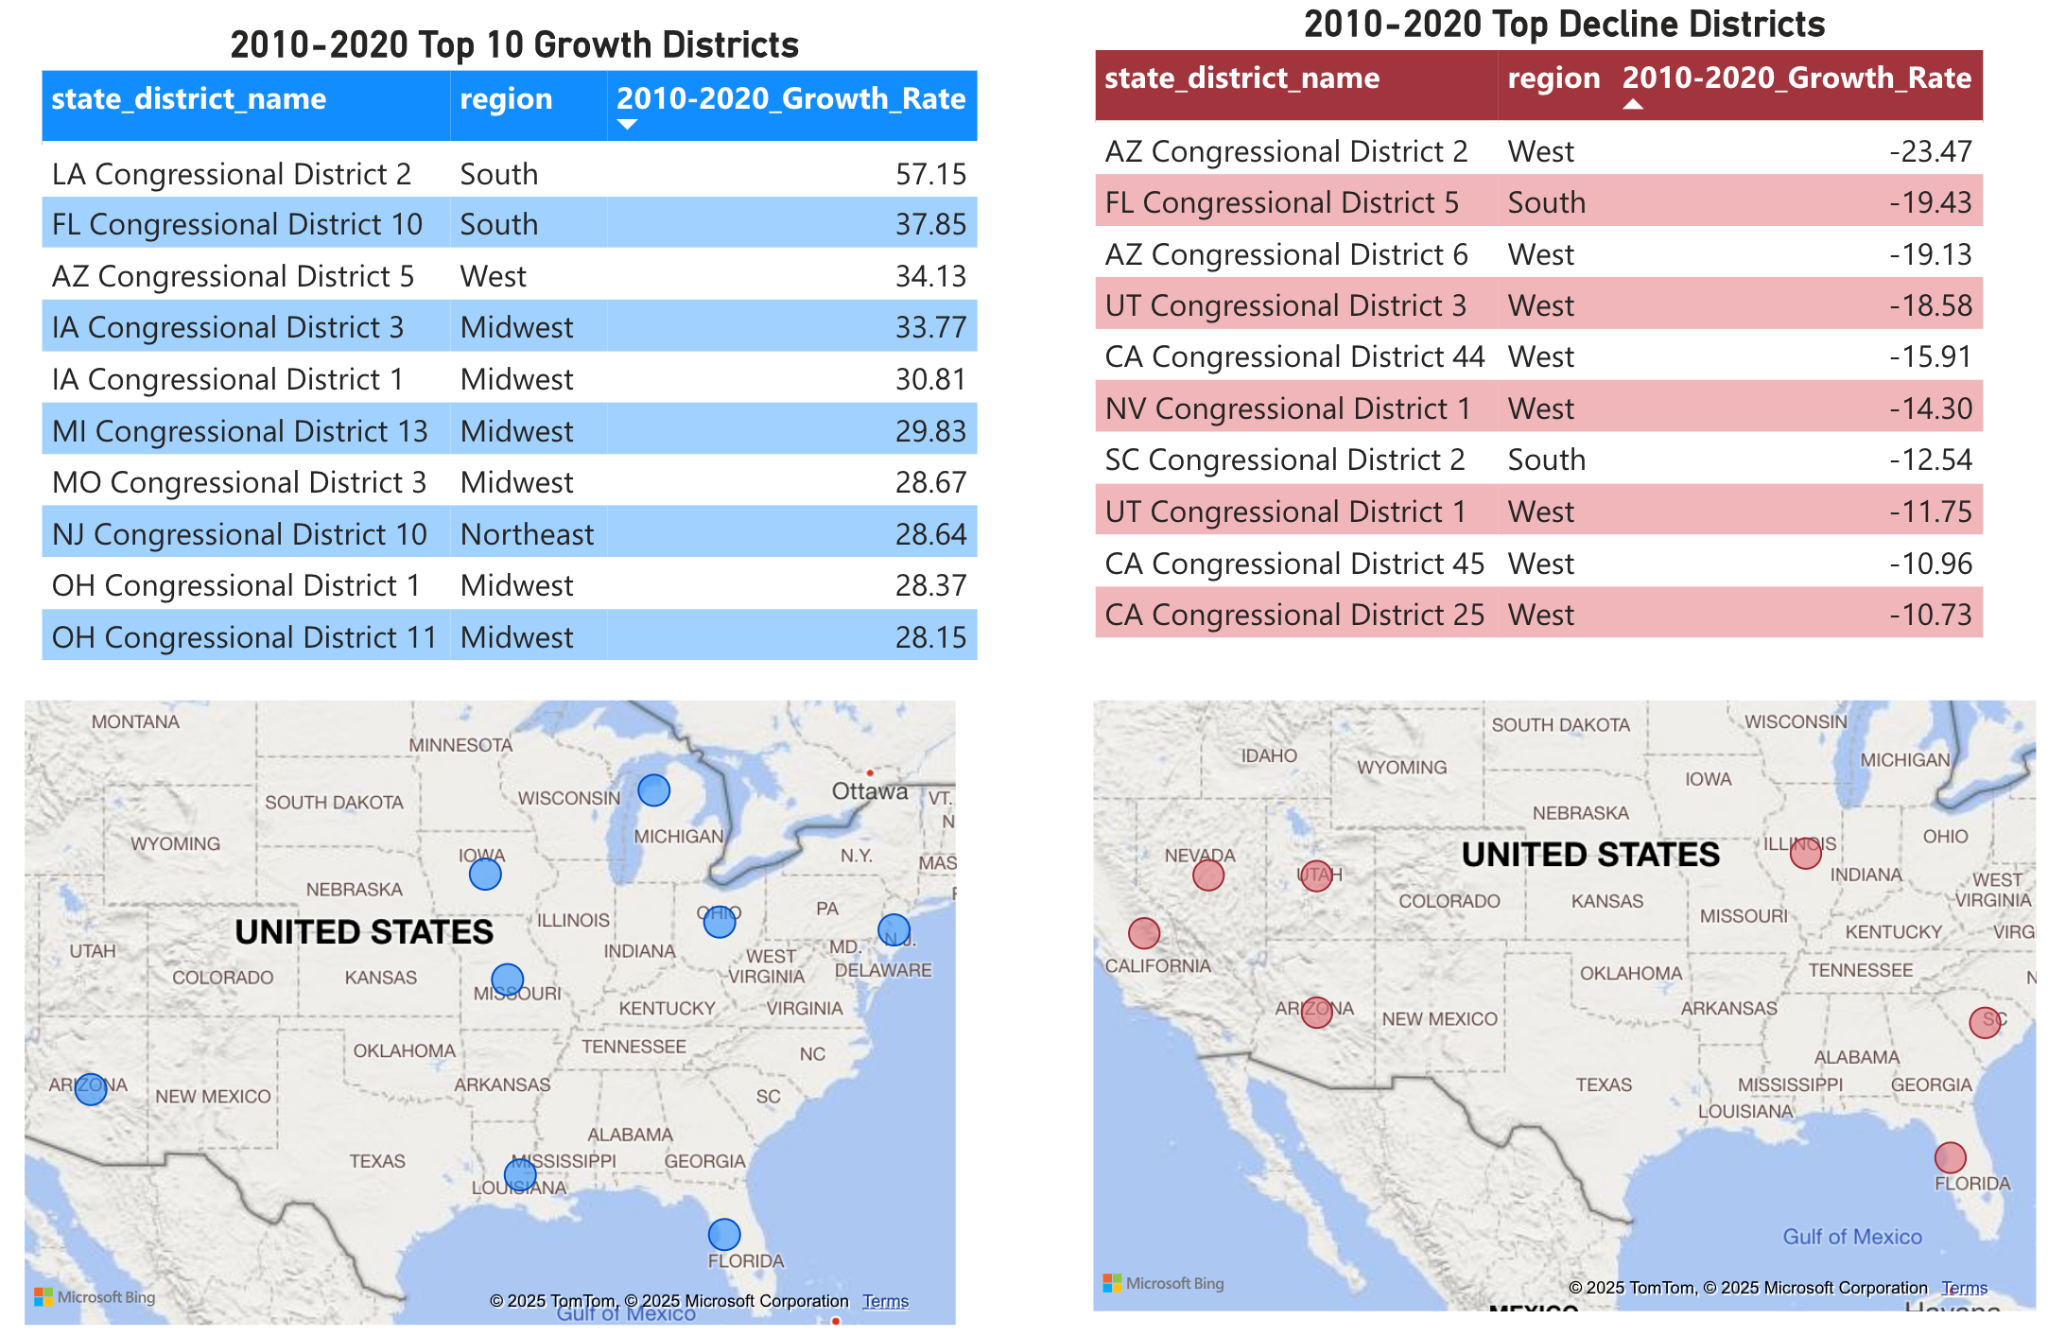 2010-2020 Top 10 Growth Districts
state_district_name region 2010-2020_Growth_Rate
LA Congressional District 2 South 57.15
FL Congressional District 10 South 37.85
AZ Congressional District 5 West 34.13
IA Congressional District 3 Midwest 33.77
IA Congressional District 1 Midwest 30.81
MI Congressional District 13 Midwest 29.83
MO Congressional District 3 Midwest 28.67
NJ Congressional District 10 Northeast 28.64
OH Congressional District 1 Midwest 28.37
OH Congressional District 11 Midwest 28.15
2010-2020 Top Decline Districts
state_district_name region 2010-2020_Growth_Rate
AZ Congressional District 2 West -23.47
FL Congressional District 5 South -19.43
AZ Congressional District 6 West -19.13
UT Congressional District 3 West -18.58
CA Congressional District 44 West -15.91
NV Congressional District 1 West -14.30
SC Congressional District 2 South -12.54
UT Congressional District 1 West -11.75
CA Congressional District 45 West -10.96
CA Congressional District 25 West -10.73
MONTANA
MINNESOTA
Ottawa
SOUTH DAKOTA
WISCONSIN
VT.
N
WYOMING
MICHIGAN
IOWA
N.Y.
MAS
NEBRASKA
UNITED STATES
ILLINOIS
OHIO
PA
N.J.
UTAH
COLORADO
KANSAS
INDIANA
WEST
VIRGINIA
MD.
DELAWARE
MISSOURI
KENTUCKY
VIRGINIA
OKLAHOMA
TENNESSEE
NC
ARIZONA
NEW MEXICO
ARKANSAS
SC
ALABAMA
TEXAS
MISSISSIPPI
GEORGIA
LOUISIANA
FLORIDA
Microsoft Bing
© 2025 TomTom, © 2025 Microsoft Corporation Terms
Gulf of Mexico
SOUTH DAKOTA
WISCONSIN
IDAHO
WYOMING
MICHIGAN
IOWA
NEBRASKA
OHIO
NEVADA
UNITED STATES
ILLINOIS
UTAH
INDIANA
COLORADO
KANSAS
WEST
VIRGINIA
MISSOURI
KENTUCKY
VIRG
CALIFORNIA
OKLAHOMA
TENNESSEE
N
ARIZONA
NEW MEXICO
ARKANSAS
SC
ALABAMA
TEXAS
MISSISSIPPI
GEORGIA
LOUISIANA
FLORIDA
Gulf of Mexico
Microsoft Bing
© 2025 TomTom, © 2025 Microsoft Corporation Terms
MEXICO
Havana